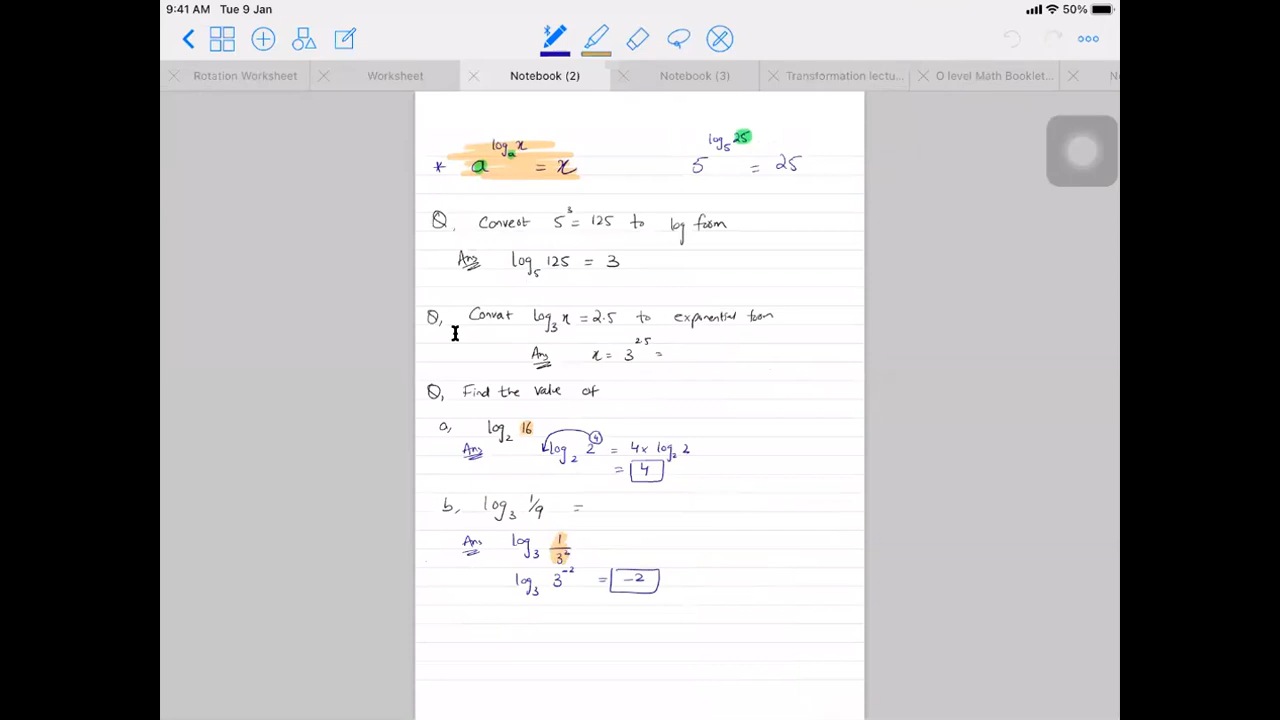 9:41 AM Tue 9 Jan 50%
Rotation Worksheet Worksheet Notebook (2) Notebook (3) Transformation lectu... O level Math Booklet... N
* a^(log_a x) = x 5^(log_5 25) = 25
Q, Convert 5^3 = 125 to log form
Ans log_5 125 = 3
Q, Convat log_3 x = 2.5 to exponential form
Ans x = 3^2.5 =
Q, Find the value of
a, log_2 16
Ans log_2 2^4 = 4 x log_2 2
= 4
b, log_3 1/9 =
Ans log_3 1/3^2
log_3 3^-2 = -2